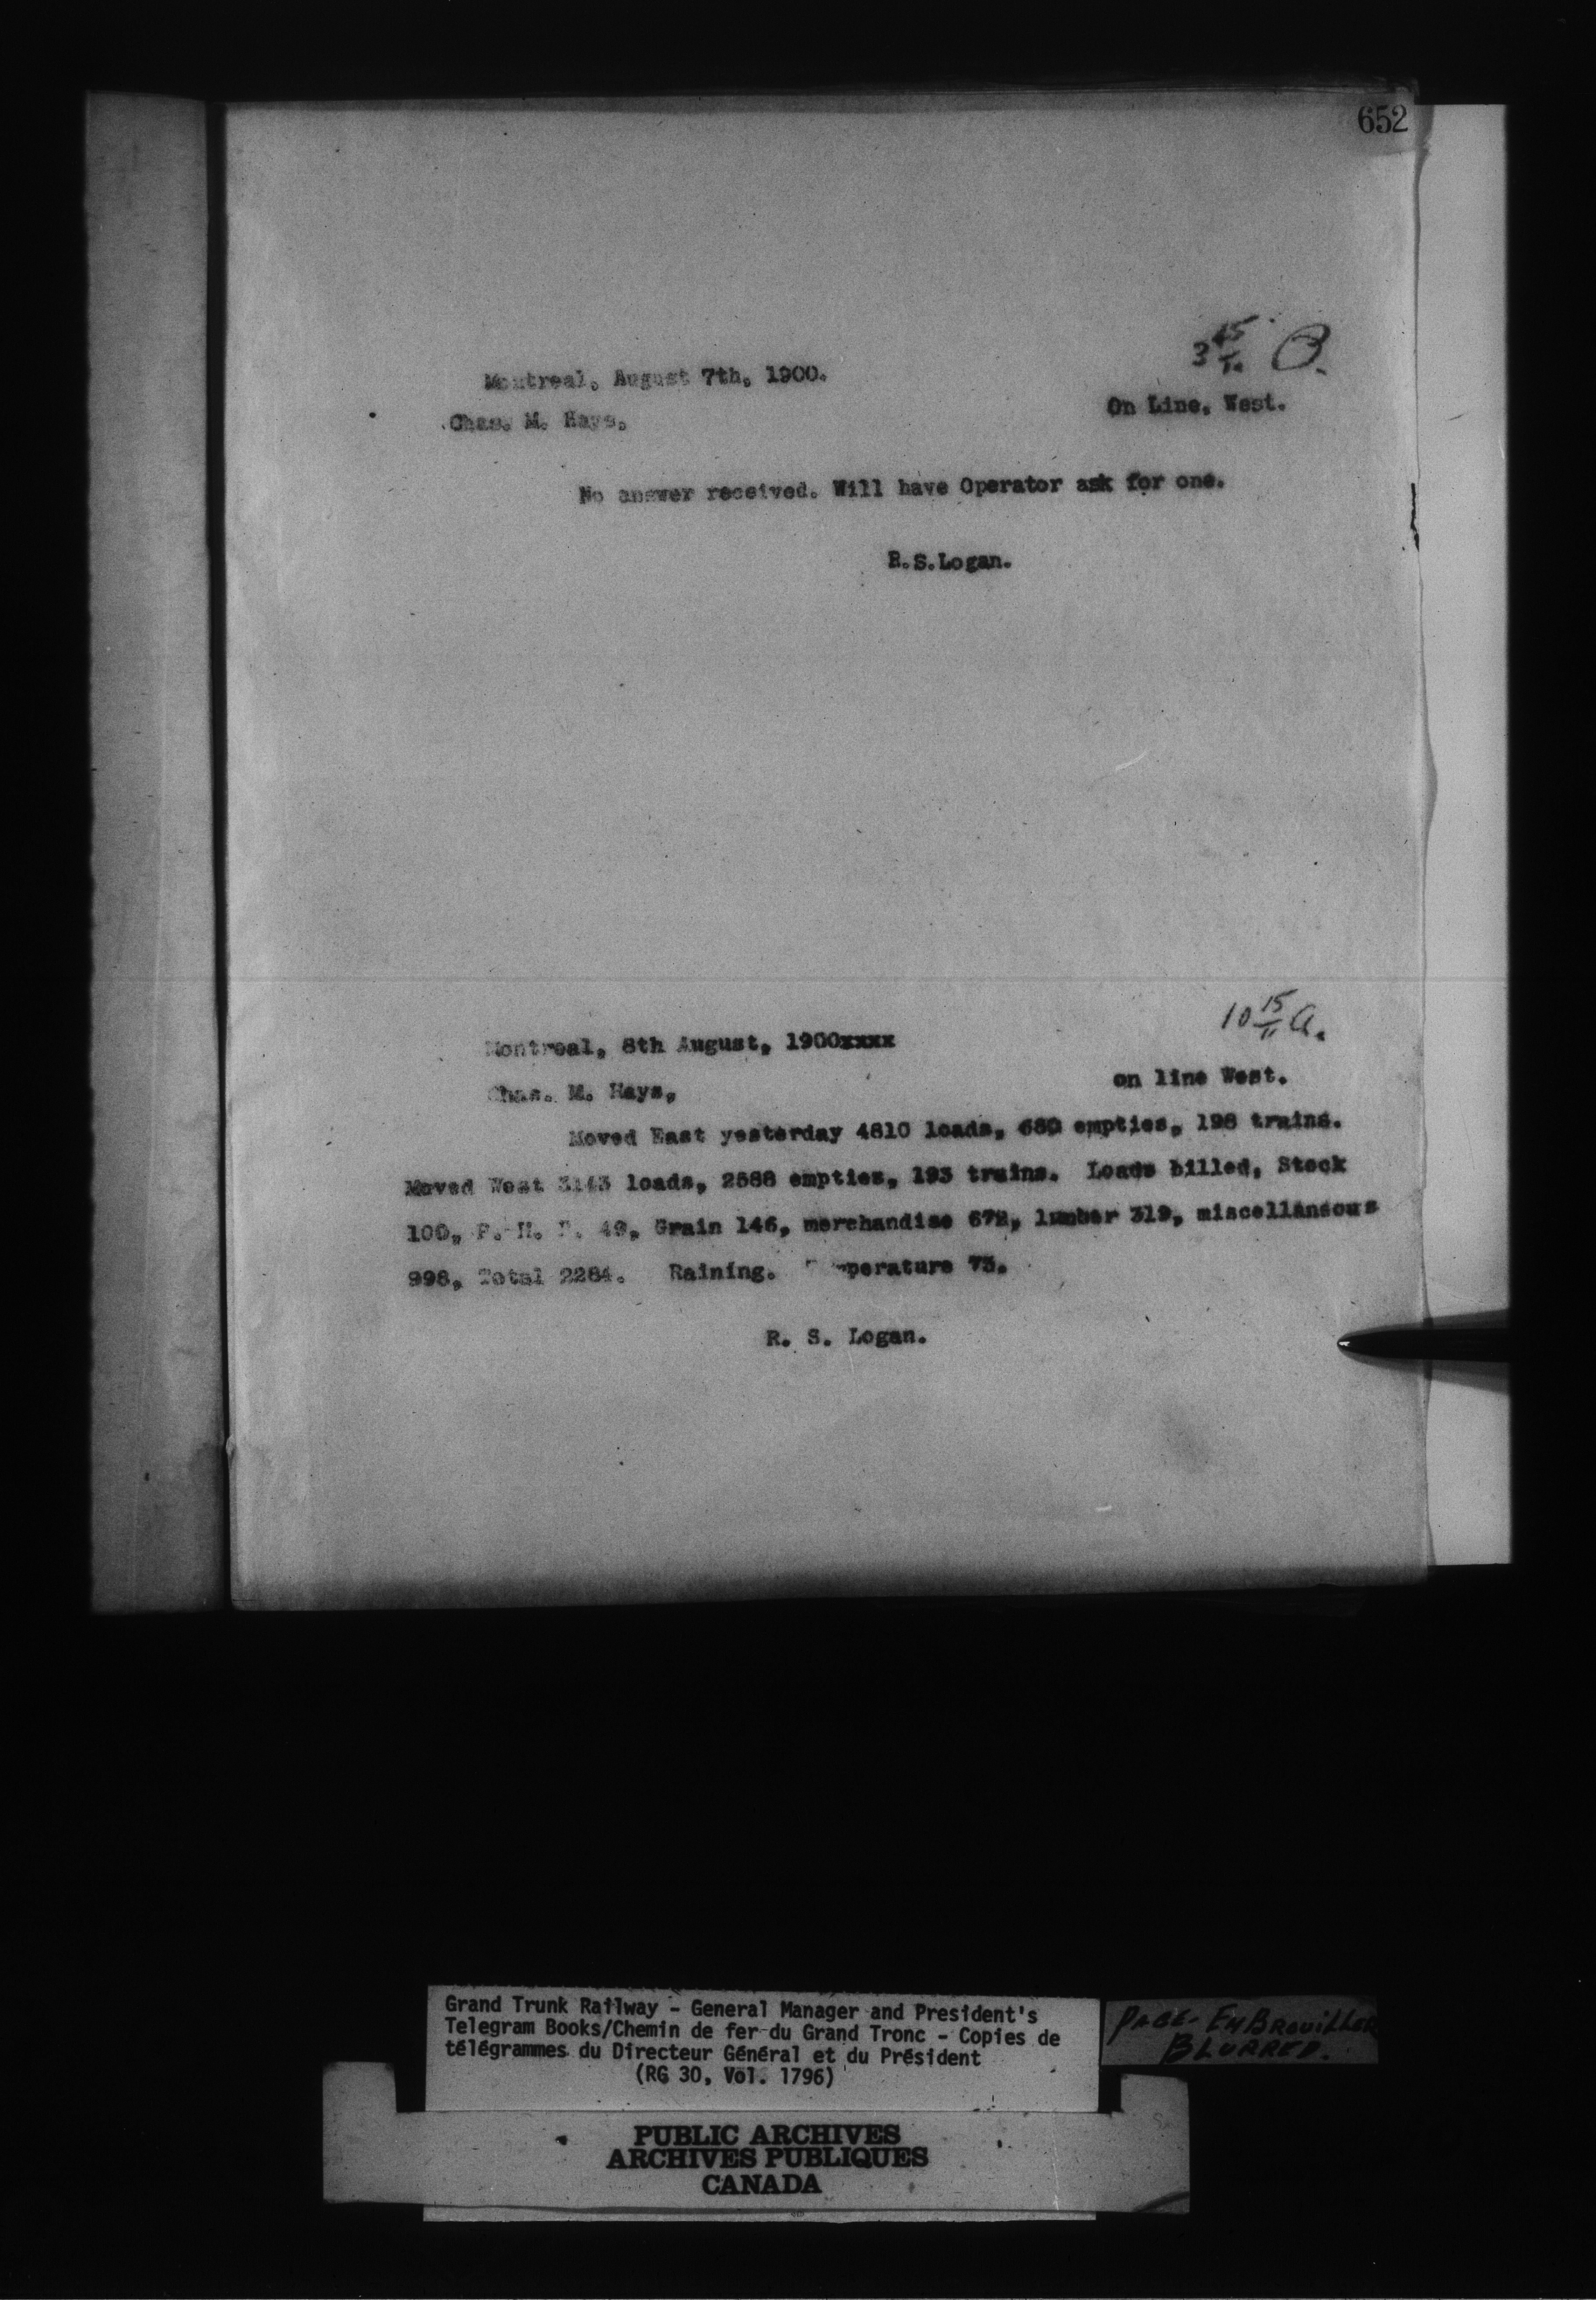 652
3 15 P.
Montreal, August 7th, 1900.
On Line, West.
Chas. M. Hays,
No answer received. Will have Operator ask for one.
R.S.Logan.
10 15 A.
Montreal, 8th August, 1900xxxx
on line West.
Chas. M. Hays,
Moved East yesterday 4810 loads, 680 empties, 198 trains.
Moved West 3143 loads, 2588 empties, 193 trains. Loads billed, Stock
100, P. H. P. 49, Grain 146, merchandise 672, lumber 319, miscellaneous
998, Total 2284. Raining. Temperature 73.
R. S. Logan.
Grand Trunk Railway - General Manager and President's
Telegram Books/Chemin de fer du Grand Tronc - Copies de
télégrammes du Directeur Général et du Président
(RG 30, Vol. 1796)
PAGE - EMBROUILLER
BLURRED.
PUBLIC ARCHIVES
ARCHIVES PUBLIQUES
CANADA